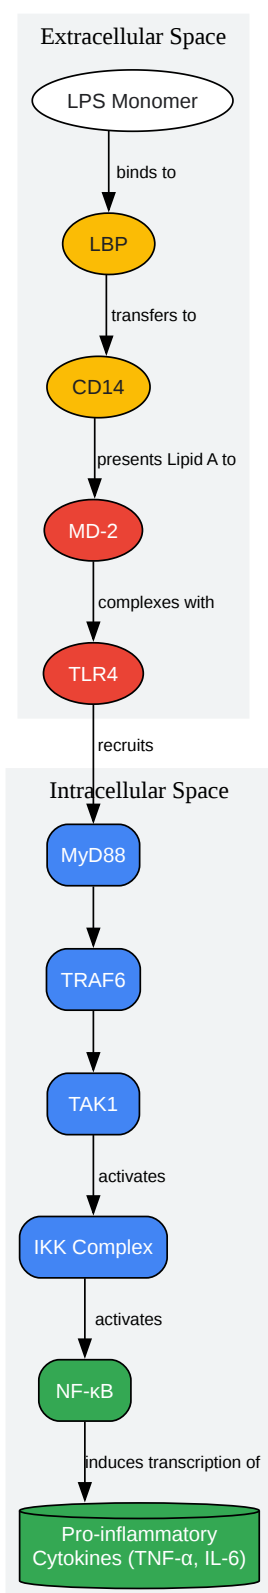 Extracellular Space
LPS Monomer
binds to
LBP
transfers to
CD14
presents Lipid A to
MD-2
complexes with
TLR4
recruits
Intracellular Space
MyD88
TRAF6
TAK1
activates
IKK Complex
activates
NF-κB
induces transcription of
Pro-inflammatory
Cytokines (TNF-α, IL-6)